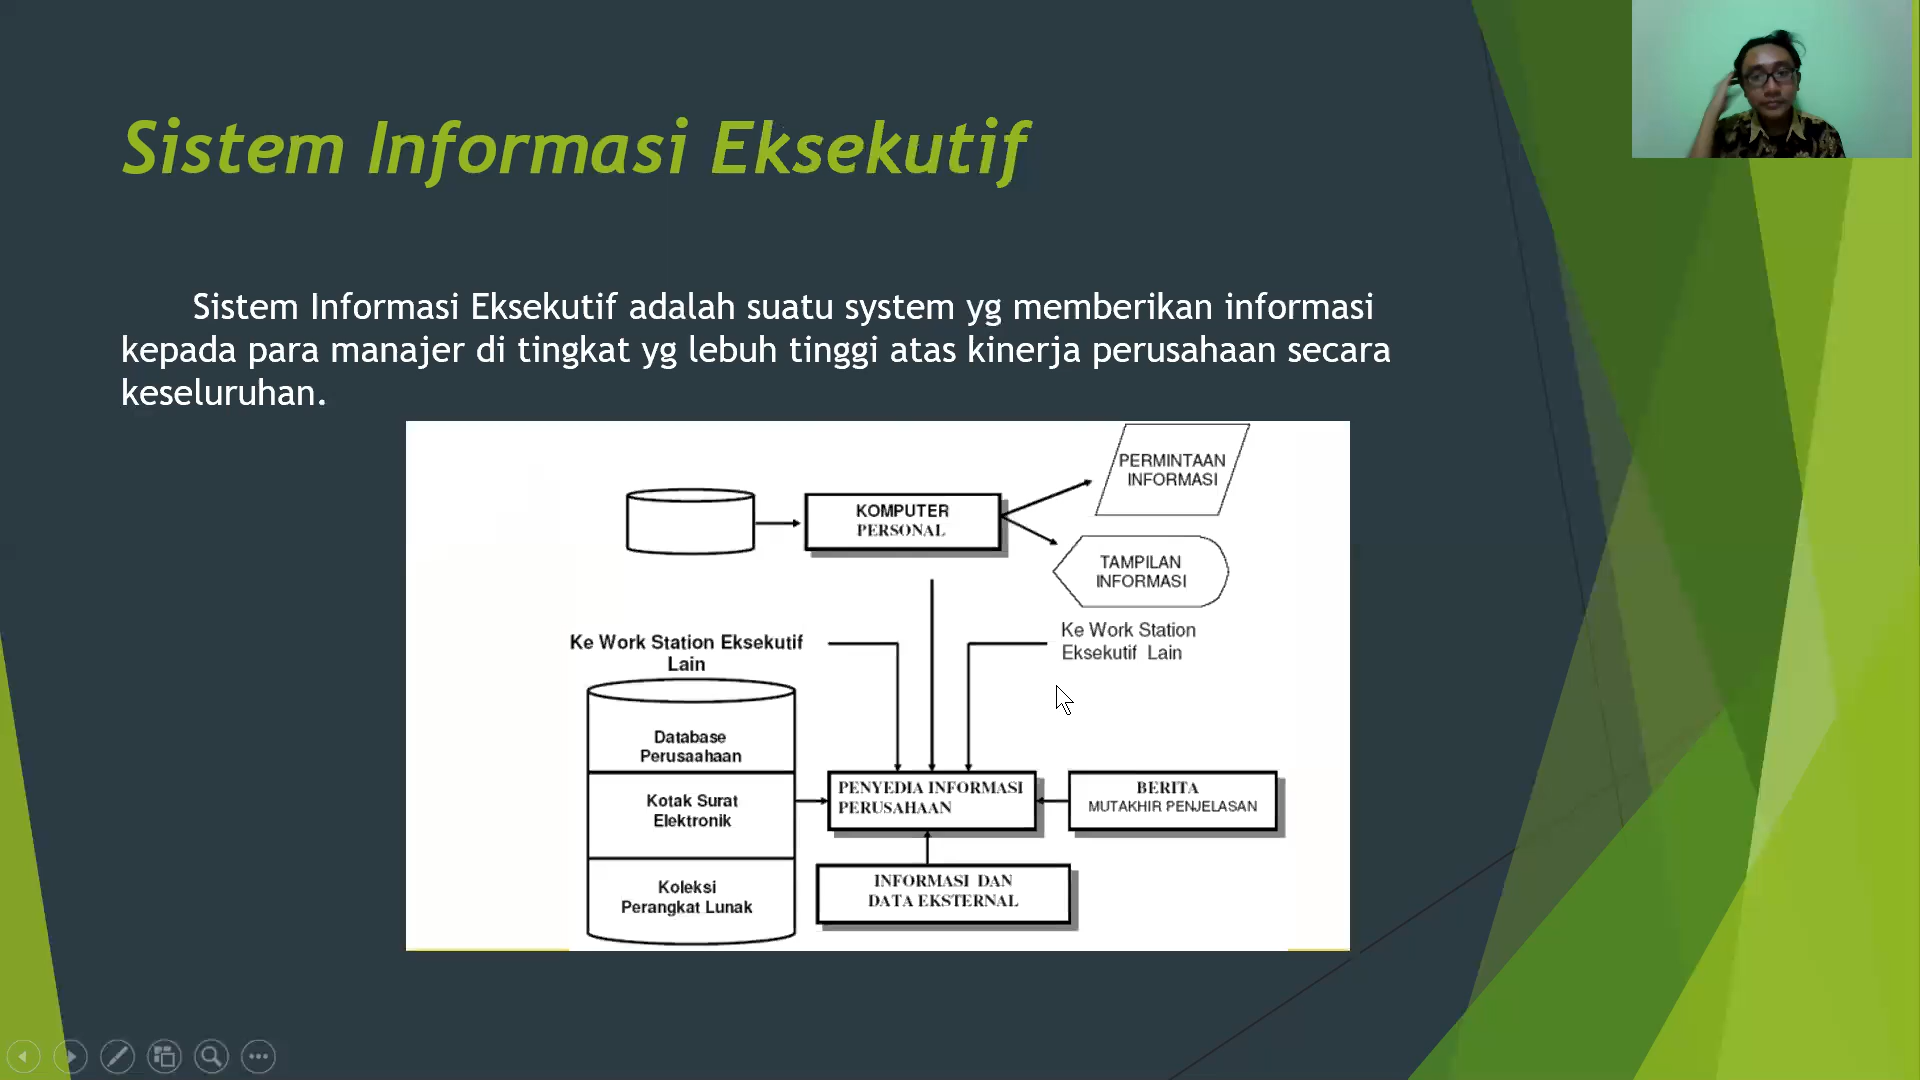 Sistem Informasi Eksekutif
Sistem Informasi Eksekutif adalah suatu system yg memberikan informasi
kepada para manajer di tingkat yg lebuh tinggi atas kinerja perusahaan secara
keseluruhan.
PERMINTAAN
INFORMASI
KOMPUTER
PERSONAL
TAMPILAN
INFORMASI
Ke Work Station Eksekutif
Lain
Ke Work Station
Eksekutif Lain
Database
Perusaahaan
Kotak Surat
Elektronik
Koleksi
Perangkat Lunak
PENYEDIA INFORMASI
PERUSAHAAN
BERITA
MUTAKHIR PENJELASAN
INFORMASI DAN
DATA EKSTERNAL